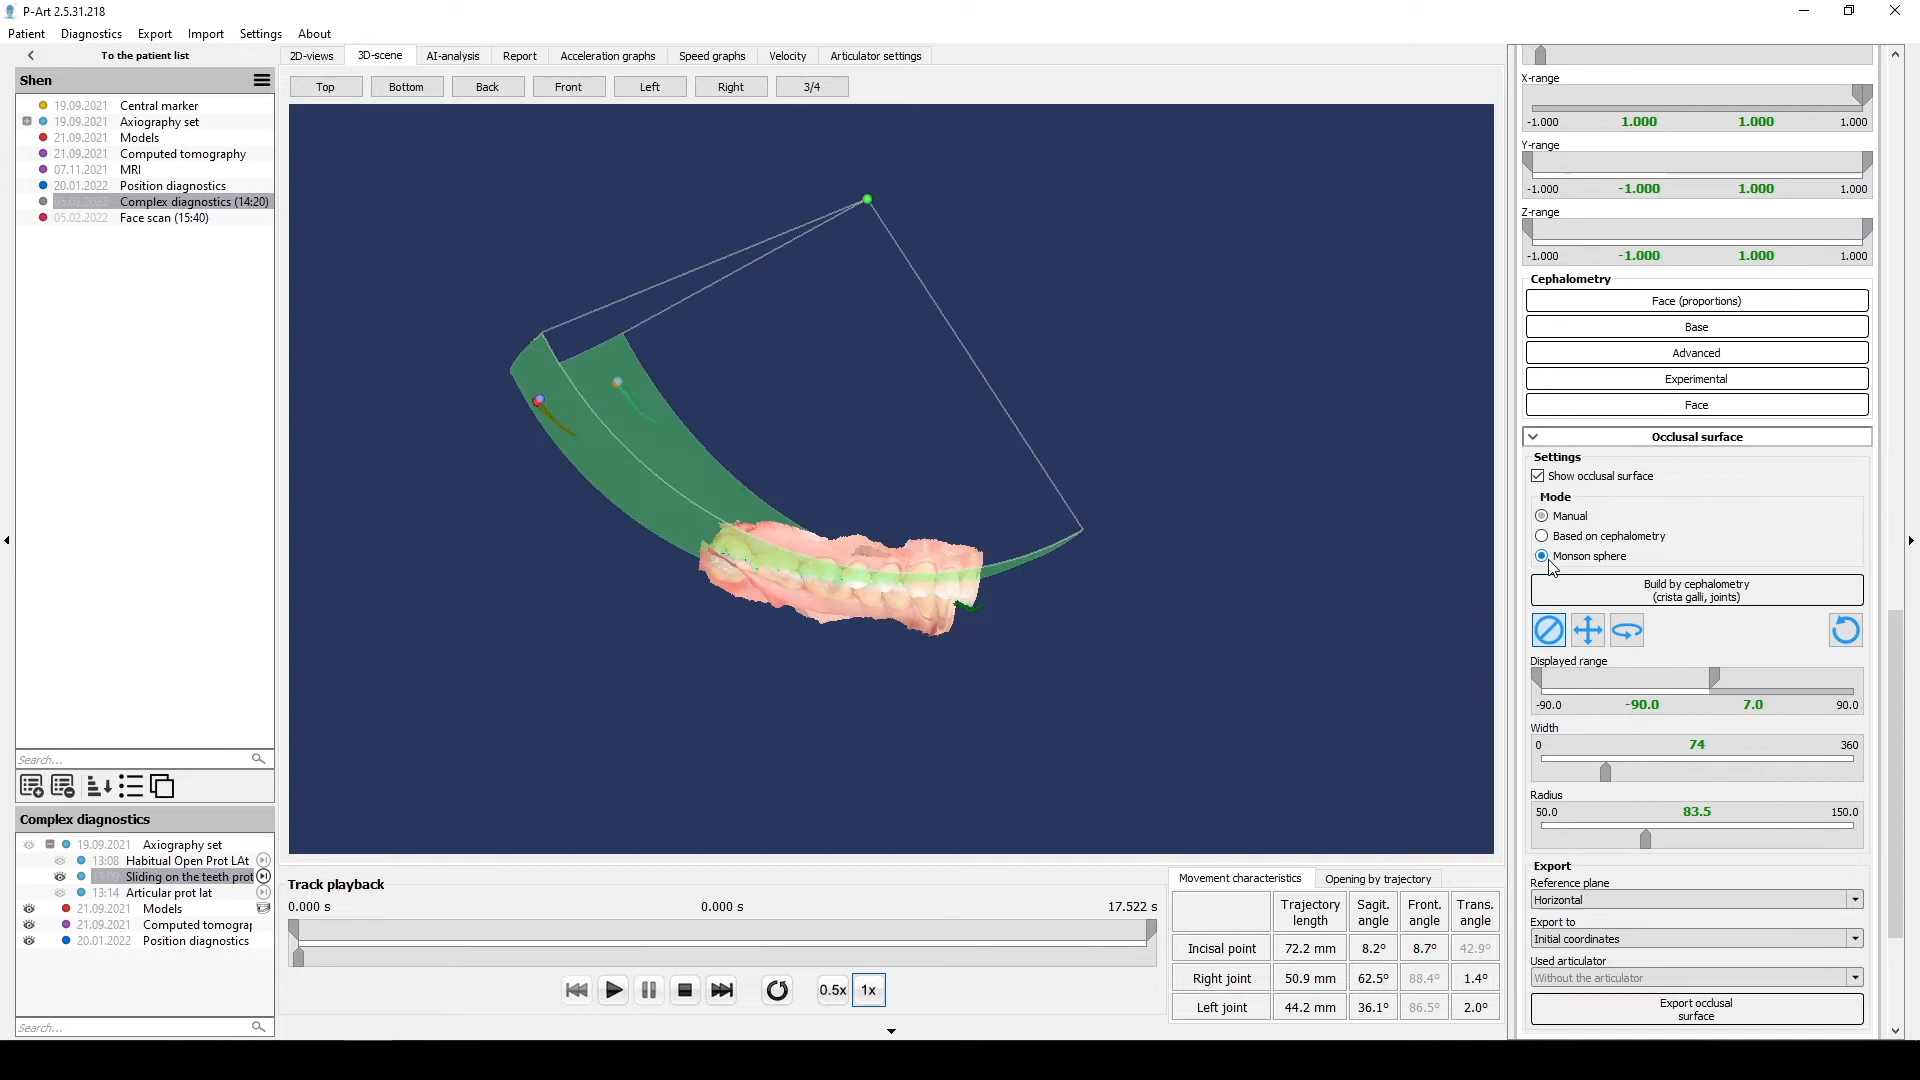 P-Art 2.5.31.218
Patient Diagnostics Export Import Settings About
To the patient list
2D-views 3D-scene AI-analysis Report Acceleration graphs Speed graphs Velocity Articulator settings
Shen
Top Bottom Back Front Left Right 3/4
19.09.2021 Central marker
19.09.2021 Axiography set
21.09.2021 Models
21.09.2021 Computed tomography
07.11.2021 MRI
20.01.2022 Position diagnostics
05.02.2022 Complex diagnostics (14:20)
05.02.2022 Face scan (15:40)
Search...
Complex diagnostics
19.09.2021 Axiography set
13:08 Habitual Open Prot LAt
13:09 Sliding on the teeth prot
13:14 Articular prot lat
21.09.2021 Models
21.09.2021 Computed tomograp
20.01.2022 Position diagnostics
Search...
Track playback
0.000 s 0.000 s 17.522 s
0.5x 1x
Movement characteristics Opening by trajectory
Trajectory length Sagit. angle Front. angle Trans. angle
Incisal point 72.2 mm 8.2° 8.7° 42.9°
Right joint 50.9 mm 62.5° 88.4° 1.4°
Left joint 44.2 mm 36.1° 86.5° 2.0°
X-range
-1.000 1.000 1.000 1.000
Y-range
-1.000 -1.000 1.000 1.000
Z-range
-1.000 -1.000 1.000 1.000
Cephalometry
Face (proportions)
Base
Advanced
Experimental
Face
Occlusal surface
Settings
Show occlusal surface
Mode
Manual
Based on cephalometry
Monson sphere
Build by cephalometry
(crista galli, joints)
Displayed range
-90.0 -90.0 7.0 90.0
Width
0 74 360
Radius
50.0 83.5 150.0
Export
Reference plane
Horizontal
Export to
Initial coordinates
Used articulator
Without the articulator
Export occlusal
surface